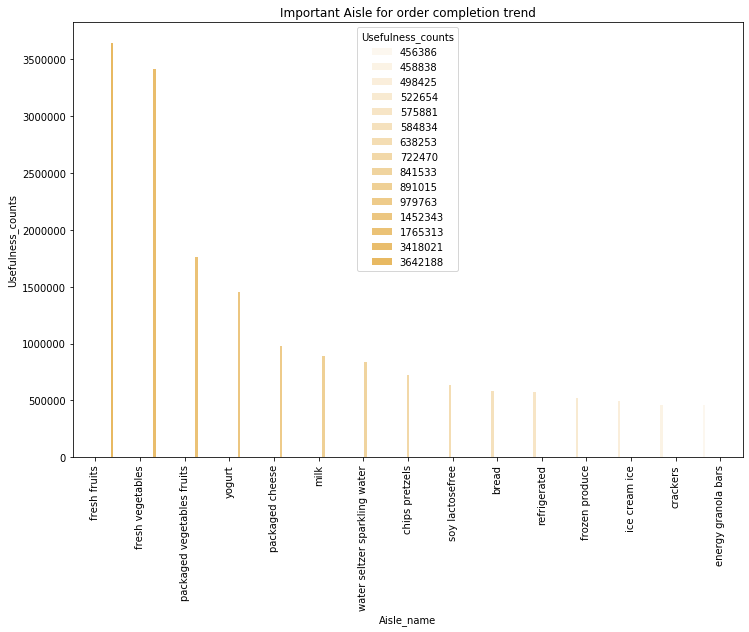 Important Aisle for order completion trend
Usefulness_counts
456386
458838
498425
522654
575881
584834
638253
722470
841533
891015
979763
1452343
1765313
3418021
3642188
Usefulness_counts
3500000
3000000
2500000
2000000
1500000
1000000
500000
0
fresh fruits
fresh vegetables
packaged vegetables fruits
yogurt
packaged cheese
milk
water seltzer sparkling water
chips pretzels
soy lactosefree
bread
refrigerated
frozen produce
ice cream ice
crackers
energy granola bars
Aisle_name